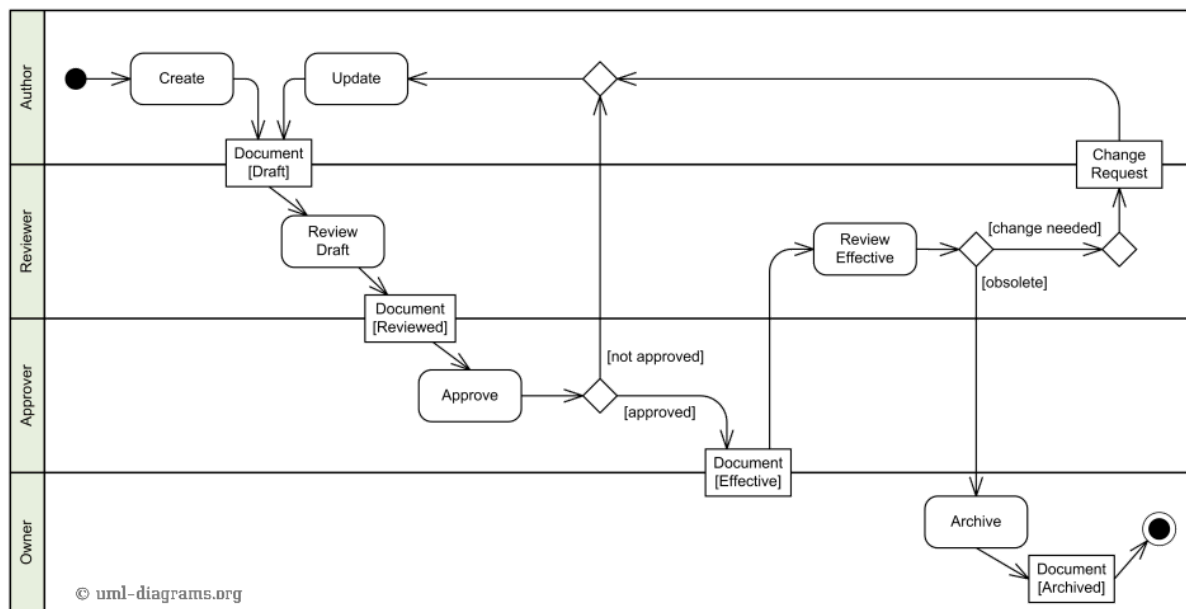 Author
Create
Update
Document
[Draft]
Change
Request
Reviewer
Review
Draft
Review
Effective
[change needed]
[obsolete]
Document
[Reviewed]
Approver
[not approved]
Approve
[approved]
Document
[Effective]
Owner
Archive
Document
[Archived]
© uml-diagrams.org